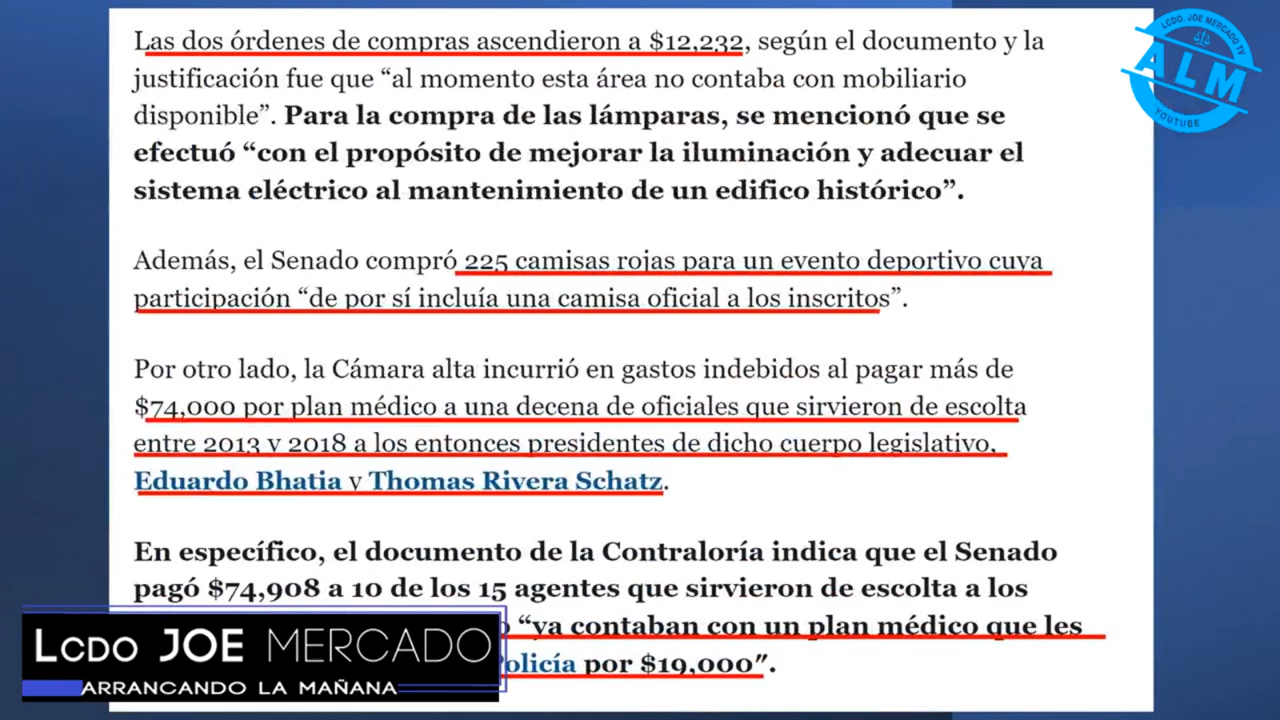 Las dos órdenes de compras ascendieron a $12,232, según el documento y la
justificación fue que “al momento esta área no contaba con mobiliario
disponible”. Para la compra de las lámparas, se mencionó que se
efectuó “con el propósito de mejorar la iluminación y adecuar el
sistema eléctrico al mantenimiento de un edifico histórico”.
Además, el Senado compró 225 camisas rojas para un evento deportivo cuya
participación “de por sí incluía una camisa oficial a los inscritos”.
Por otro lado, la Cámara alta incurrió en gastos indebidos al pagar más de
$74,000 por plan médico a una decena de oficiales que sirvieron de escolta
entre 2013 y 2018 a los entonces presidentes de dicho cuerpo legislativo,
Eduardo Bhatia y Thomas Rivera Schatz.
En específico, el documento de la Contraloría indica que el Senado
pagó $74,908 a 10 de los 15 agentes que sirvieron de escolta a los
“ya contaban con un plan médico que les
Policía por $19,000”.
LCDO. JOE MERCADO TV
ALM
YOUTUBE
LCDO JOE MERCADO
ARRANCANDO LA MAÑANA